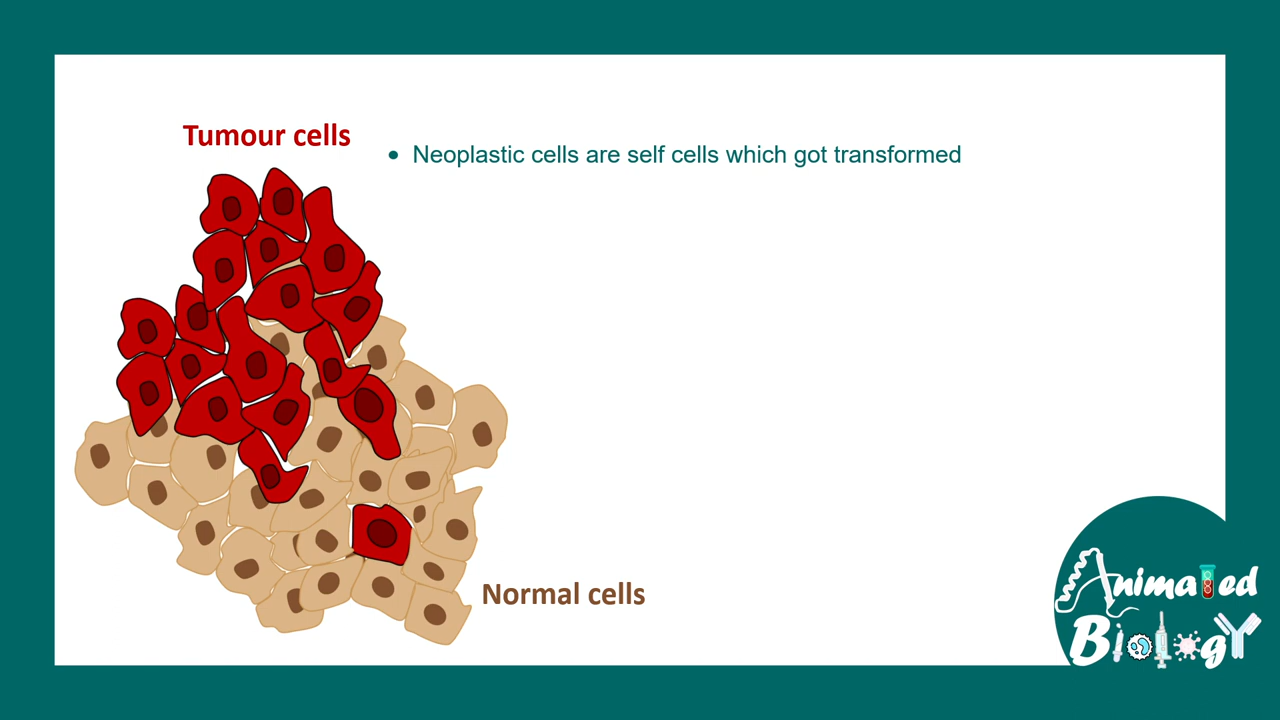 Tumour cells
• Neoplastic cells are self cells which got transformed
Normal cells
Animated
Biology